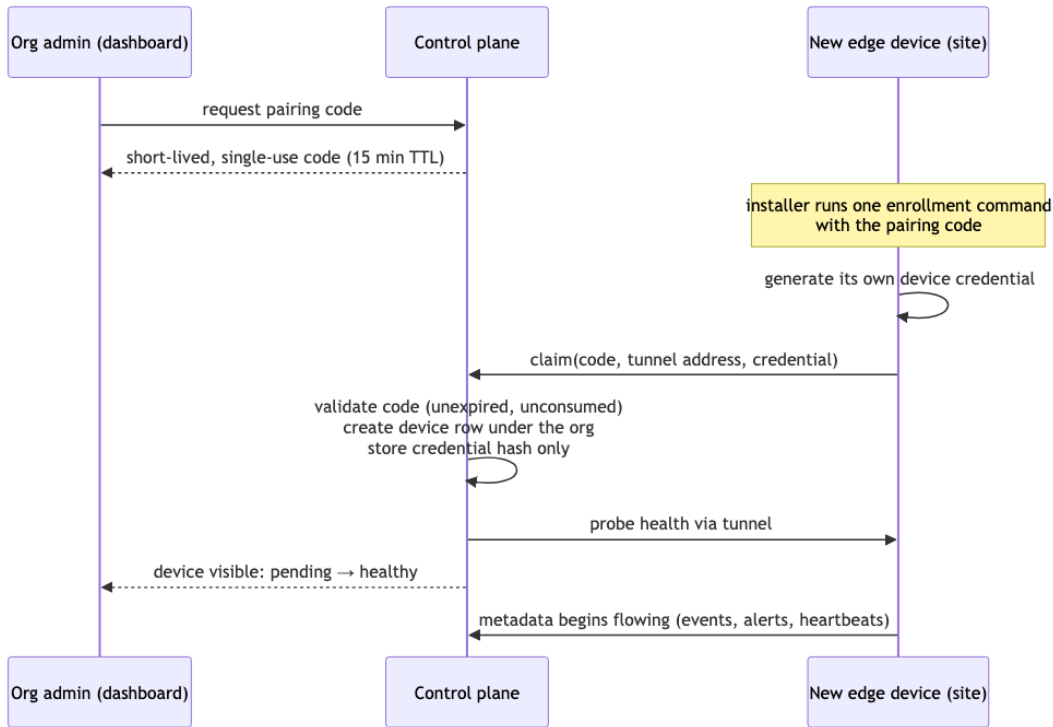 Org admin (dashboard)
Control plane
New edge device (site)
request pairing code
short-lived, single-use code (15 min TTL)
installer runs one enrollment command
with the pairing code
generate its own device credential
claim(code, tunnel address, credential)
validate code (unexpired, unconsumed)
create device row under the org
store credential hash only
probe health via tunnel
device visible: pending → healthy
metadata begins flowing (events, alerts, heartbeats)
Org admin (dashboard)
Control plane
New edge device (site)